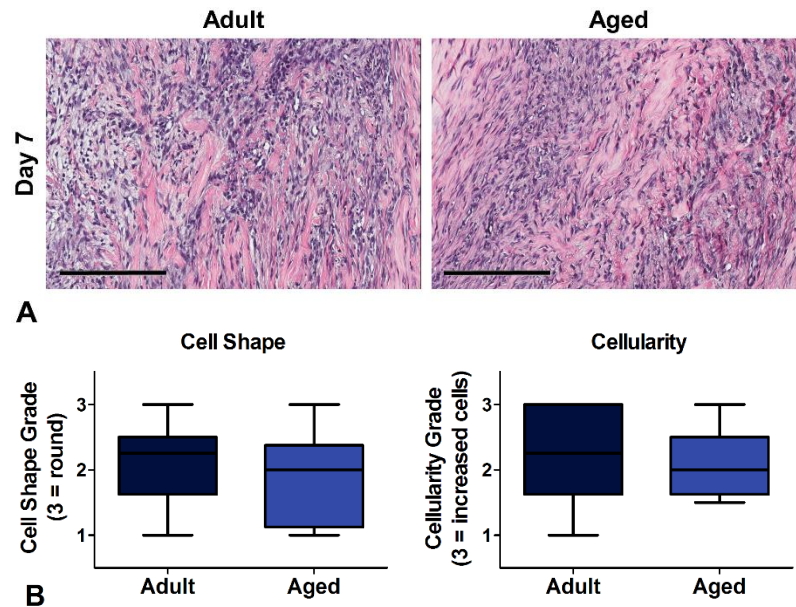 Adult Aged
Day 7
A
Cell Shape
Cell Shape Grade
(3 = round)
3
2
1
Adult Aged
Cellularity
Cellularity Grade
(3 = increased cells)
3
2
1
Adult Aged
B